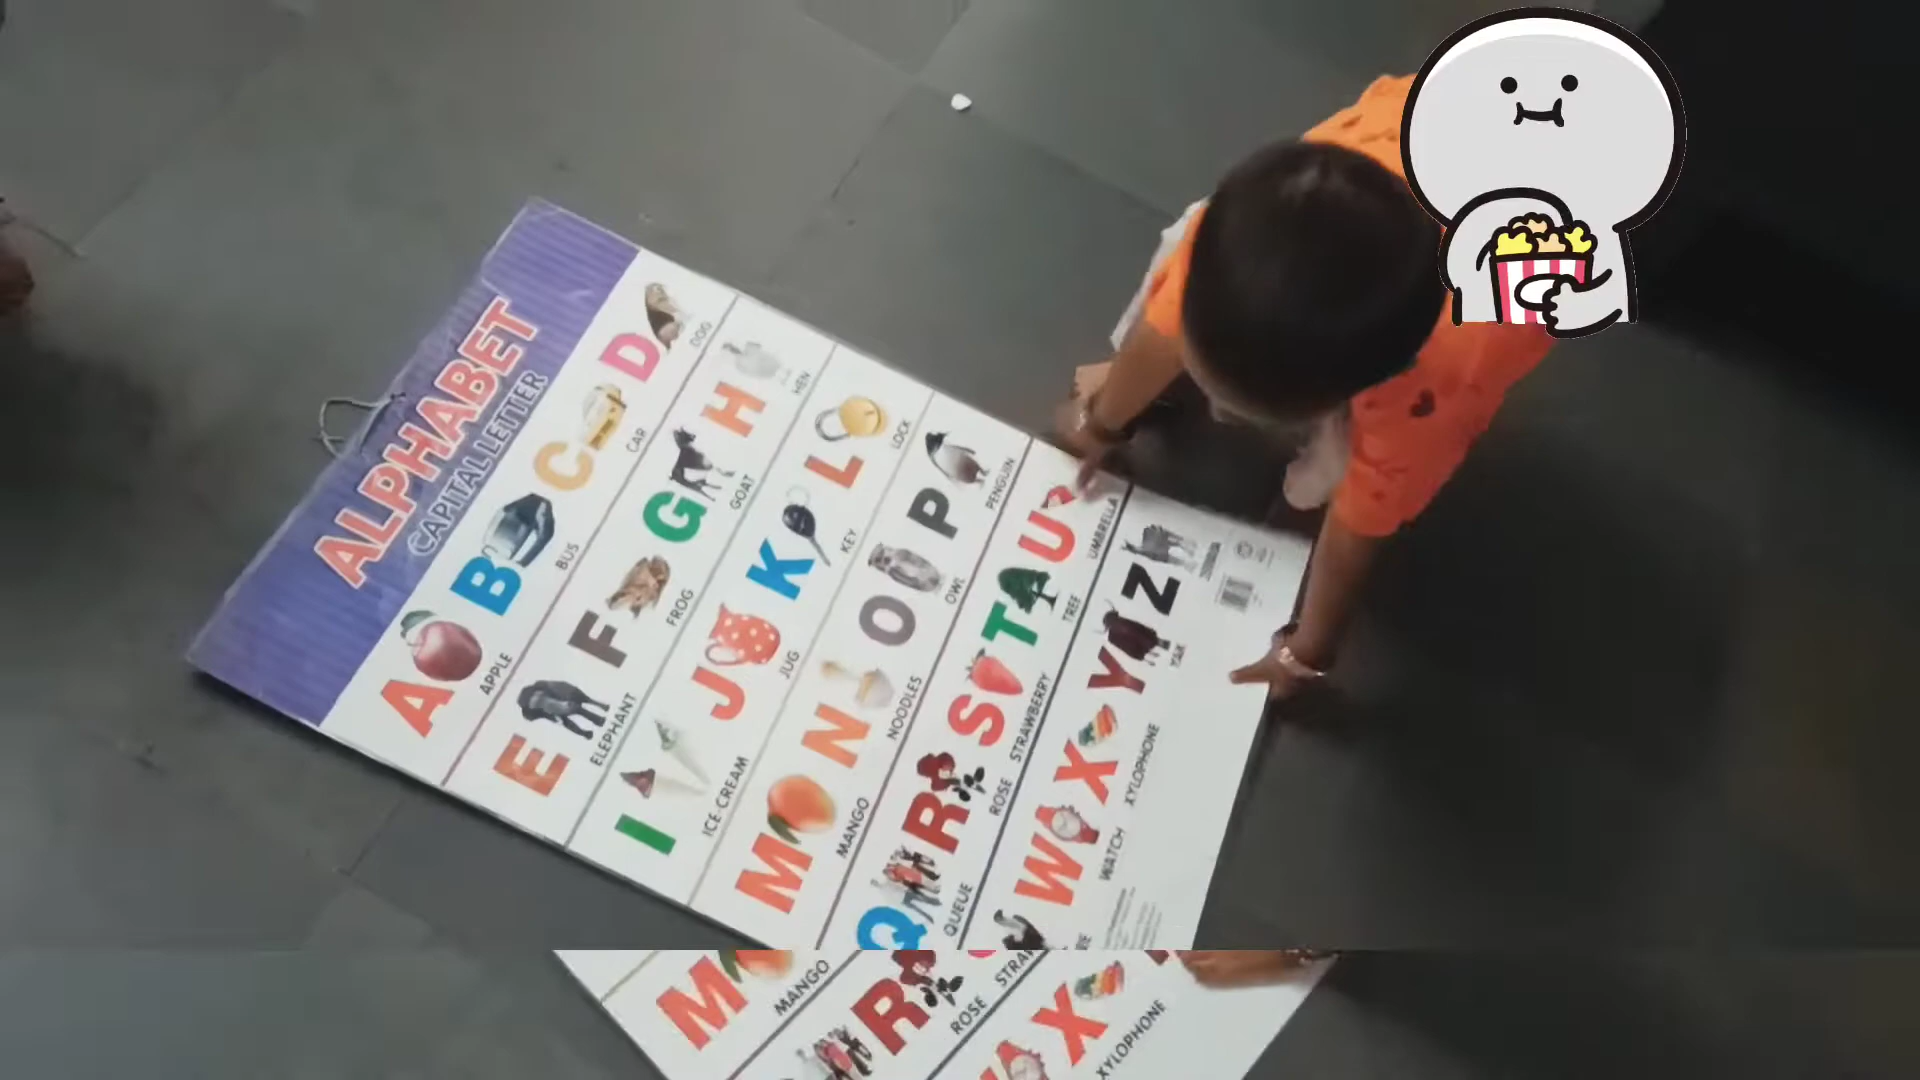 ALPHABET
CAPITAL LETTER
A B C D
APPLE BUS CAR DOG
E F G H
ELEPHANT FROG GOAT HEN
I J K L
ICE-CREAM JUG KEY LOCK
M N O P
MANGO NOODLES OWL PENGUIN
Q R S T U
QUEUE ROSE STRAWBERRY TREE UMBRELLA
W X Y Z
WATCH XYLOPHONE YAK
M
MANGO
R
ROSE
X
XYLOPHONE